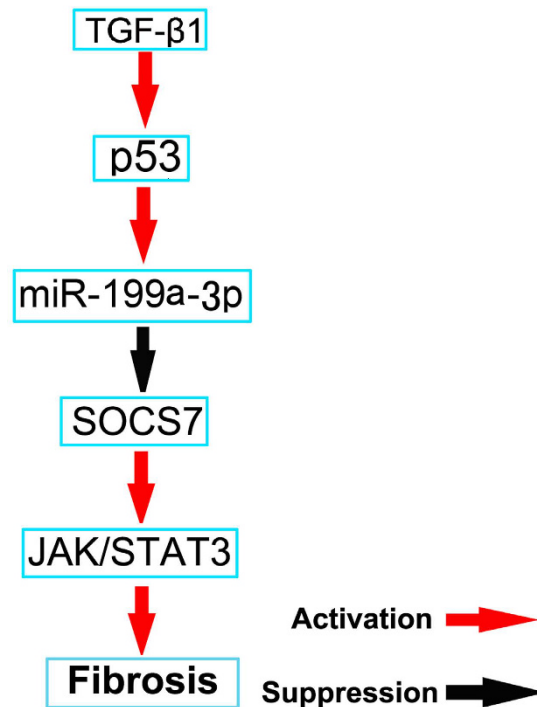 TGF-β1
p53
miR-199a-3p
SOCS7
JAK/STAT3
Fibrosis
Activation
Suppression